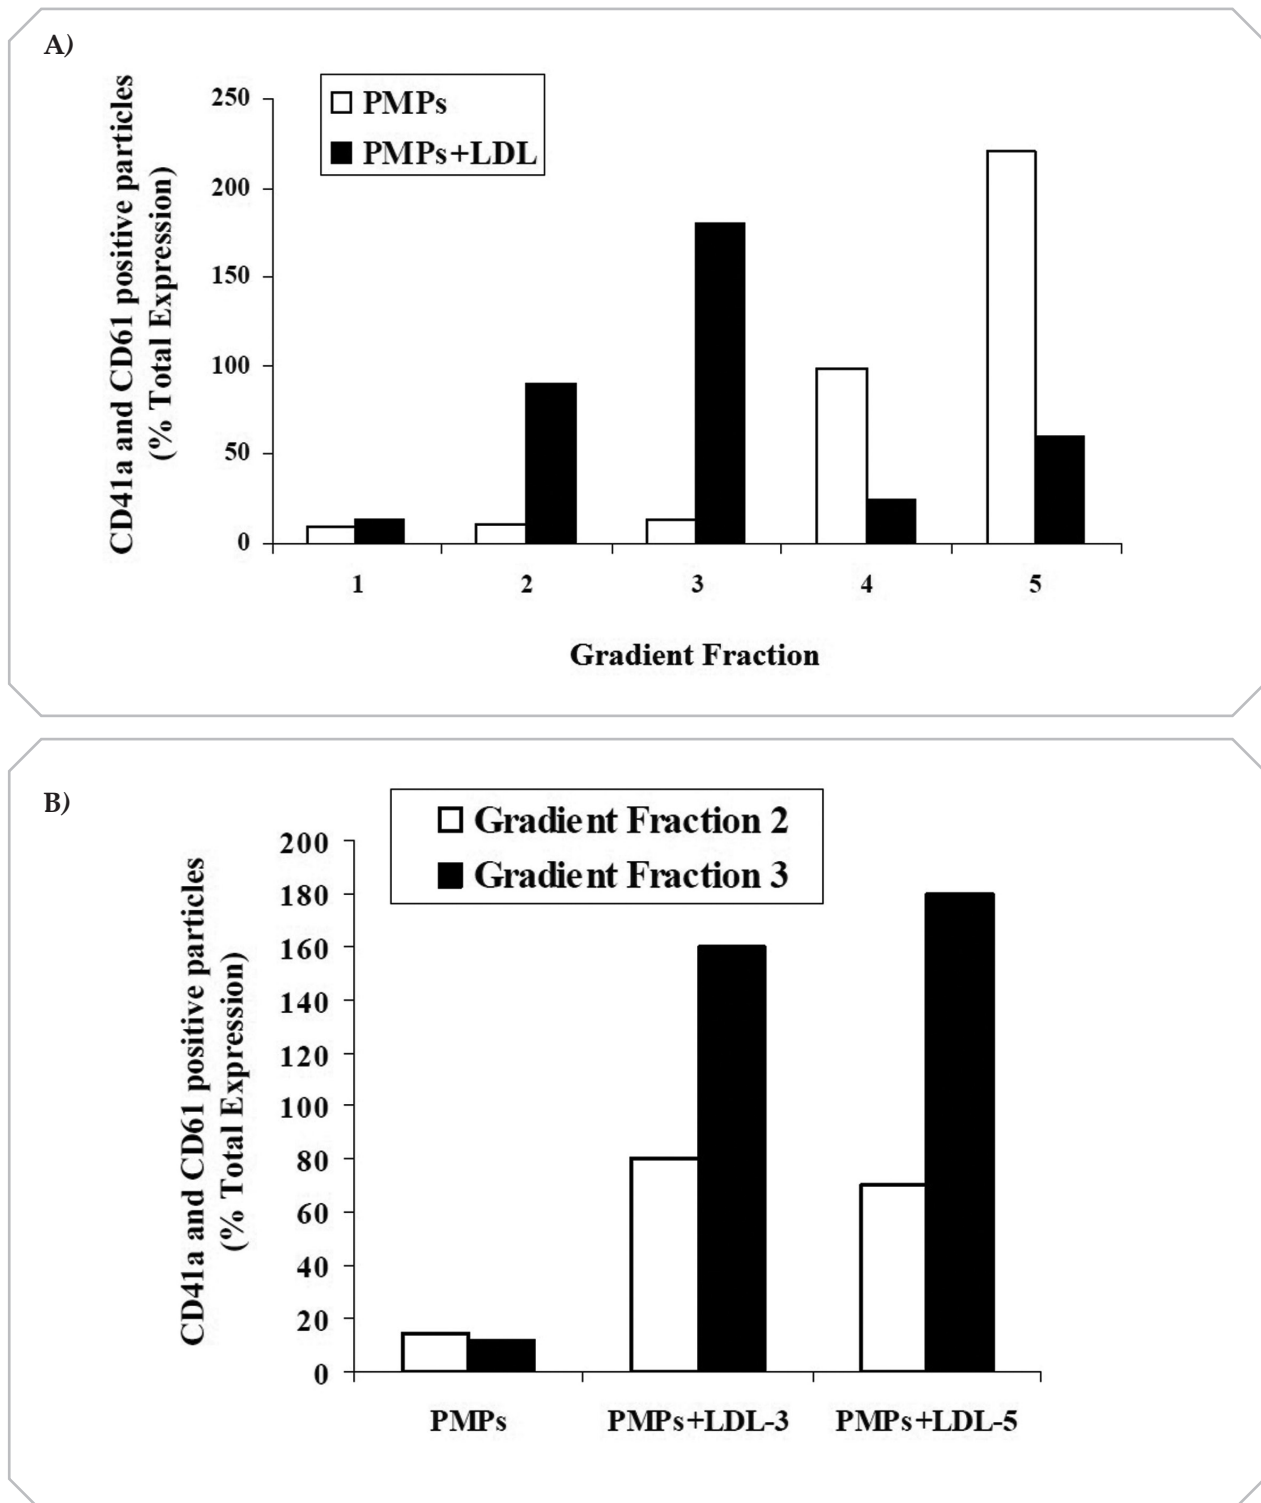 A)
PMPs
PMPs+LDL
CD41a and CD61 positive particles
(% Total Expression)
250
200
150
100
50
0
1 2 3 4 5
Gradient Fraction
B)
Gradient Fraction 2
Gradient Fraction 3
CD41a and CD61 positive particles
(% Total Expression)
200
180
160
140
120
100
80
60
40
20
0
PMPs PMPs+LDL-3 PMPs+LDL-5